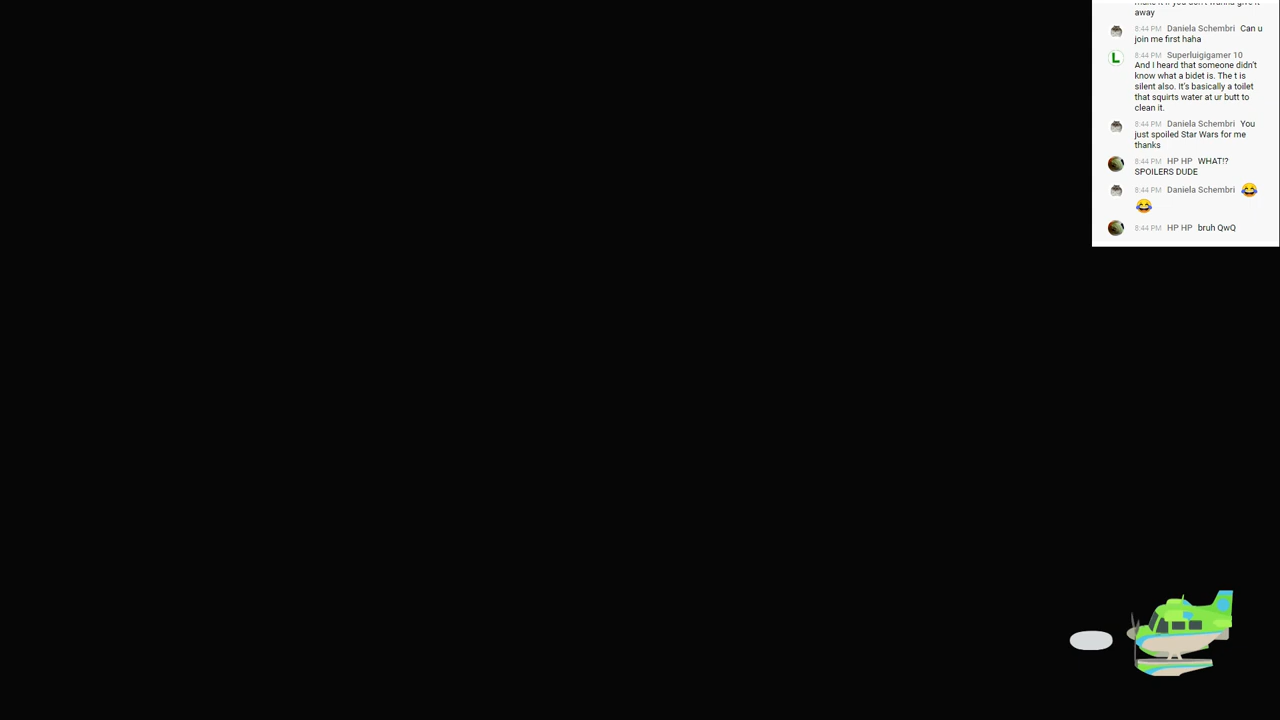 away
8:44 PM Daniela Schembri Can u
join me first haha
L
8:44 PM Superluigigamer 10
And I heard that someone didn't
know what a bidet is. The t is
silent also. It's basically a toilet
that squirts water at ur butt to
clean it.
8:44 PM Daniela Schembri You
just spoiled Star Wars for me
thanks
8:44 PM HP HP WHAT!?
SPOILERS DUDE
8:44 PM Daniela Schembri 😂
😂
8:44 PM HP HP bruh QwQ